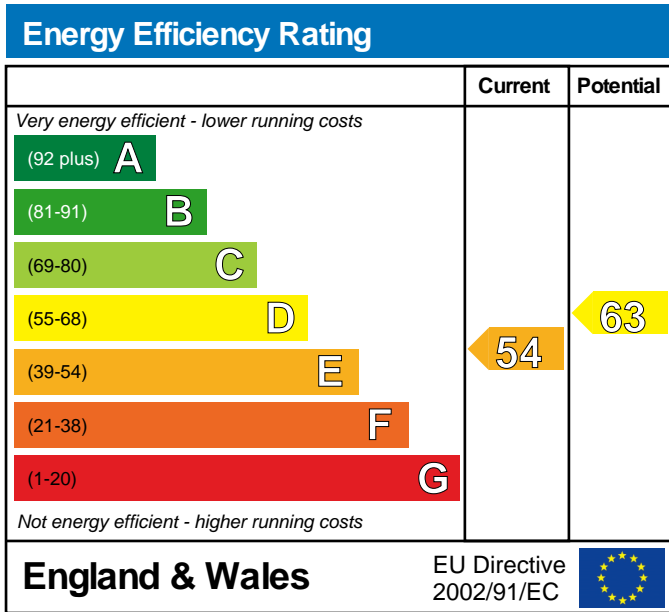 Energy Efficiency Rating
Current Potential
Very energy efficient - lower running costs
(92 plus) A
(81-91) B
(69-80) C
(55-68) D
63
54
(39-54) E
(21-38) F
(1-20) G
Not energy efficient - higher running costs
England & Wales
EU Directive
2002/91/EC